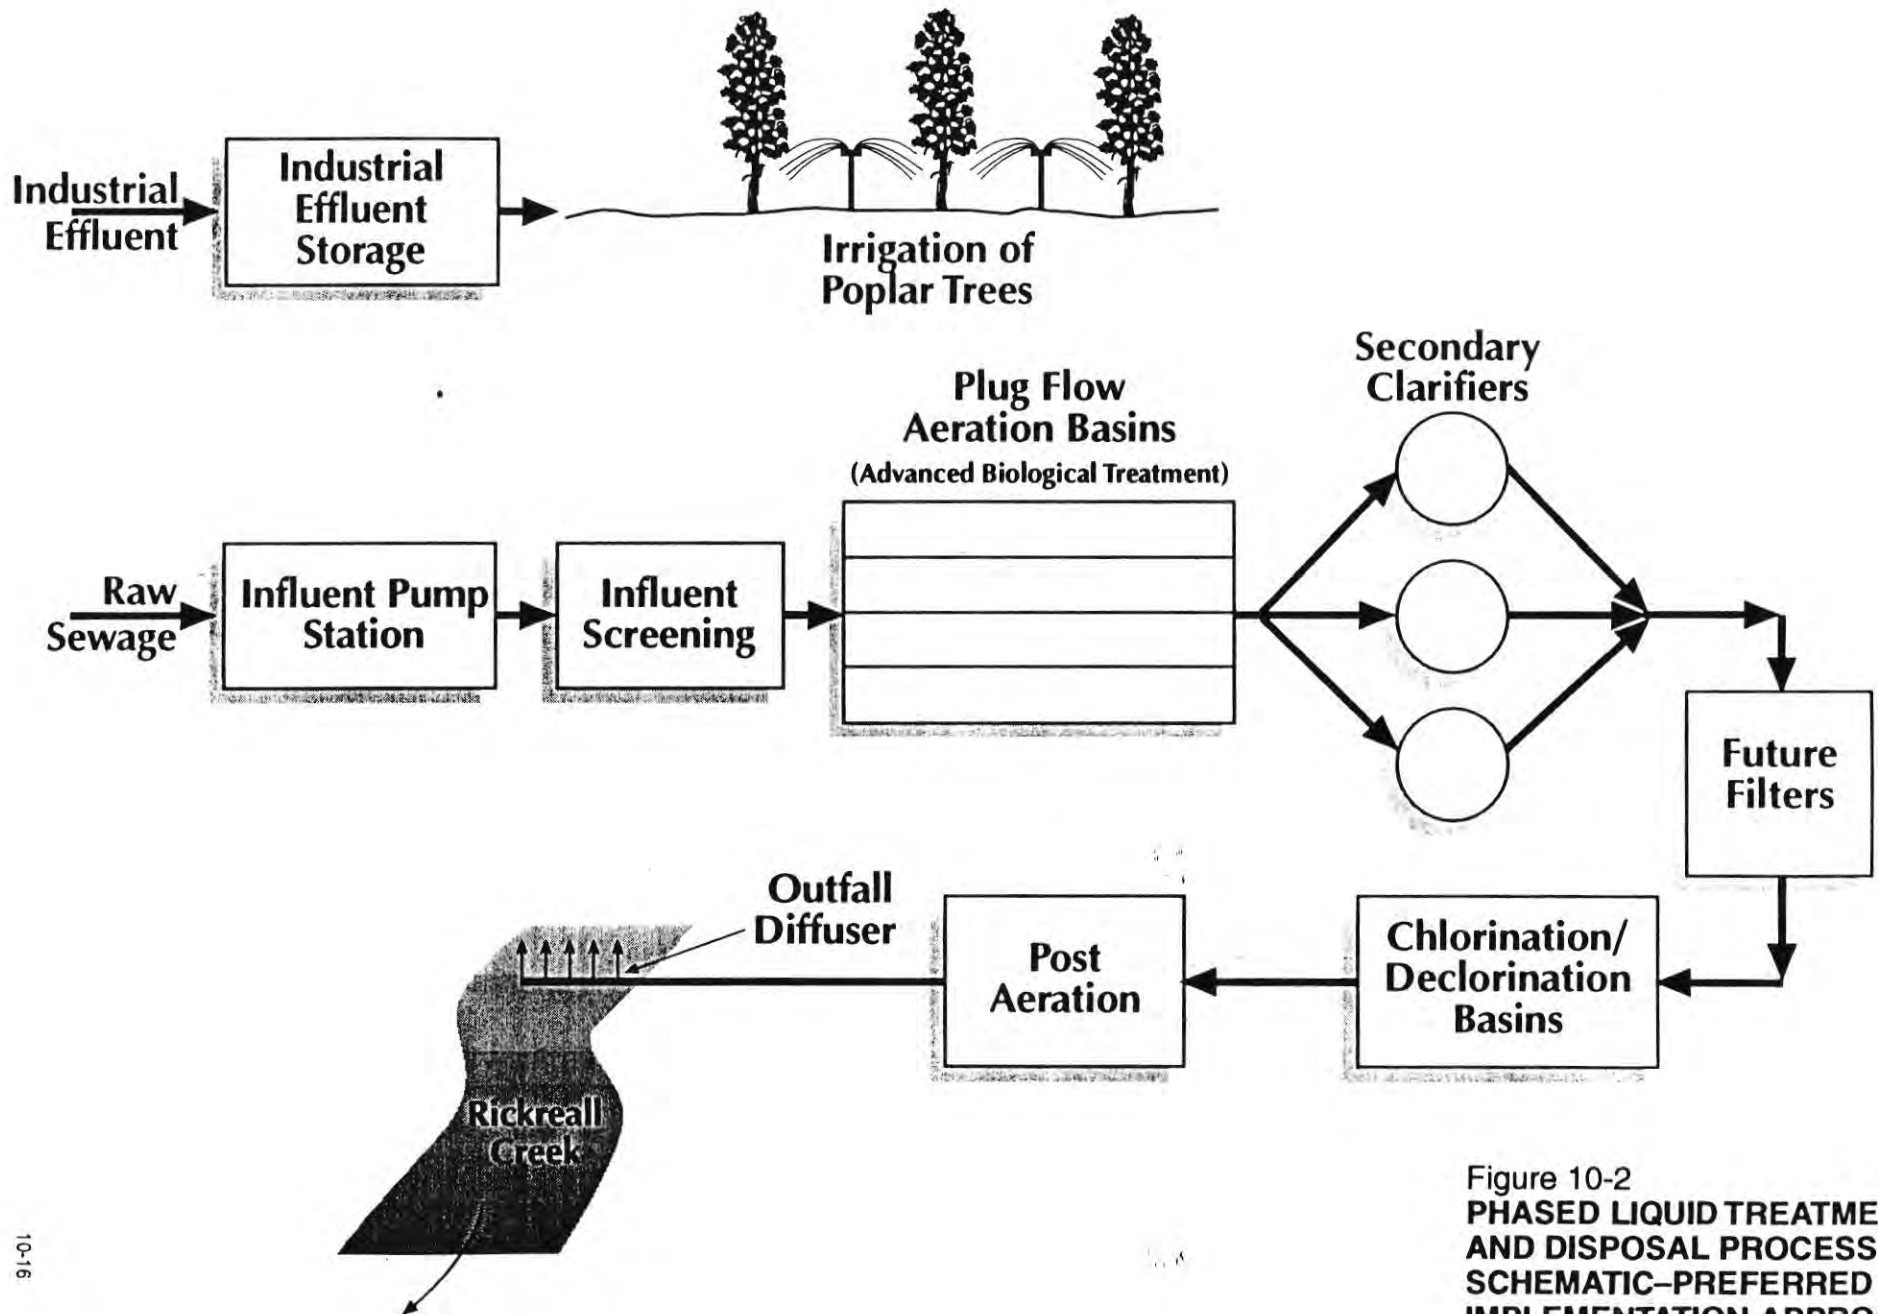 Industrial
Effluent
Industrial
Effluent
Storage
Irrigation of
Poplar Trees
Secondary
Clarifiers
Plug Flow
Aeration Basins
(Advanced Biological Treatment)
Raw
Sewage
Influent Pump
Station
Influent
Screening
Future
Filters
Outfall
Diffuser
Post
Aeration
Chlorination/
Declorination
Basins
Rickreall
Creek
Figure 10-2
PHASED LIQUID TREATME
AND DISPOSAL PROCESS
SCHEMATIC–PREFERRED
10-16